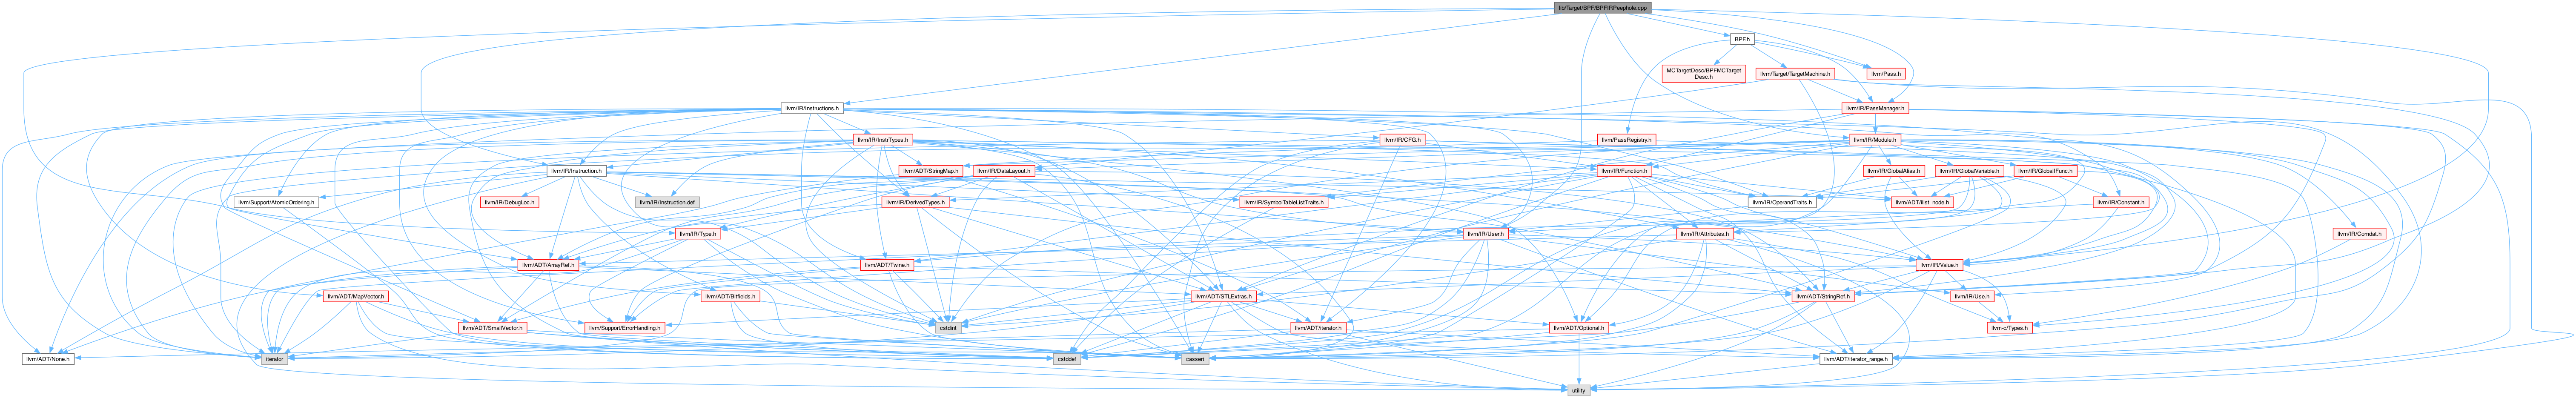 lib/Target/BPF/BPFIRPeephole.cpp
BPF.h
MCTargetDesc/BPFMCTarget
Desc.h
llvm/Target/TargetMachine.h
llvm/Pass.h
llvm/IR/Instructions.h
llvm/IR/PassManager.h
llvm/IR/InstrTypes.h
llvm/IR/CFG.h
llvm/PassRegistry.h
llvm/IR/Module.h
llvm/IR/Instruction.h
llvm/ADT/StringMap.h
llvm/IR/DataLayout.h
llvm/IR/Function.h
llvm/IR/GlobalAlias.h
llvm/IR/GlobalVariable.h
llvm/IR/GlobalIFunc.h
llvm/Support/AtomicOrdering.h
llvm/IR/DebugLoc.h
llvm/IR/Instruction.def
llvm/IR/DerivedTypes.h
llvm/IR/SymbolTableListTraits.h
llvm/IR/OperandTraits.h
llvm/ADT/ilist_node.h
llvm/IR/Constant.h
llvm/IR/Type.h
llvm/IR/User.h
llvm/IR/Attributes.h
llvm/IR/Comdat.h
llvm/ADT/ArrayRef.h
llvm/ADT/Twine.h
llvm/IR/Value.h
llvm/ADT/MapVector.h
llvm/ADT/Bitfields.h
llvm/ADT/STLExtras.h
llvm/ADT/StringRef.h
llvm/IR/Use.h
llvm/ADT/SmallVector.h
llvm/Support/ErrorHandling.h
cstdint
llvm/ADT/iterator.h
llvm/ADT/Optional.h
llvm-c/Types.h
llvm/ADT/None.h
iterator
cstddef
cassert
llvm/ADT/iterator_range.h
utility